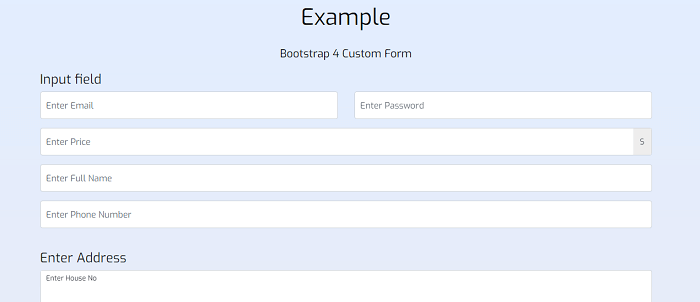 Example
Bootstrap 4 Custom Form
Input field
Enter Email Enter Password
Enter Price $
Enter Full Name
Enter Phone Number
Enter Address
Enter House No